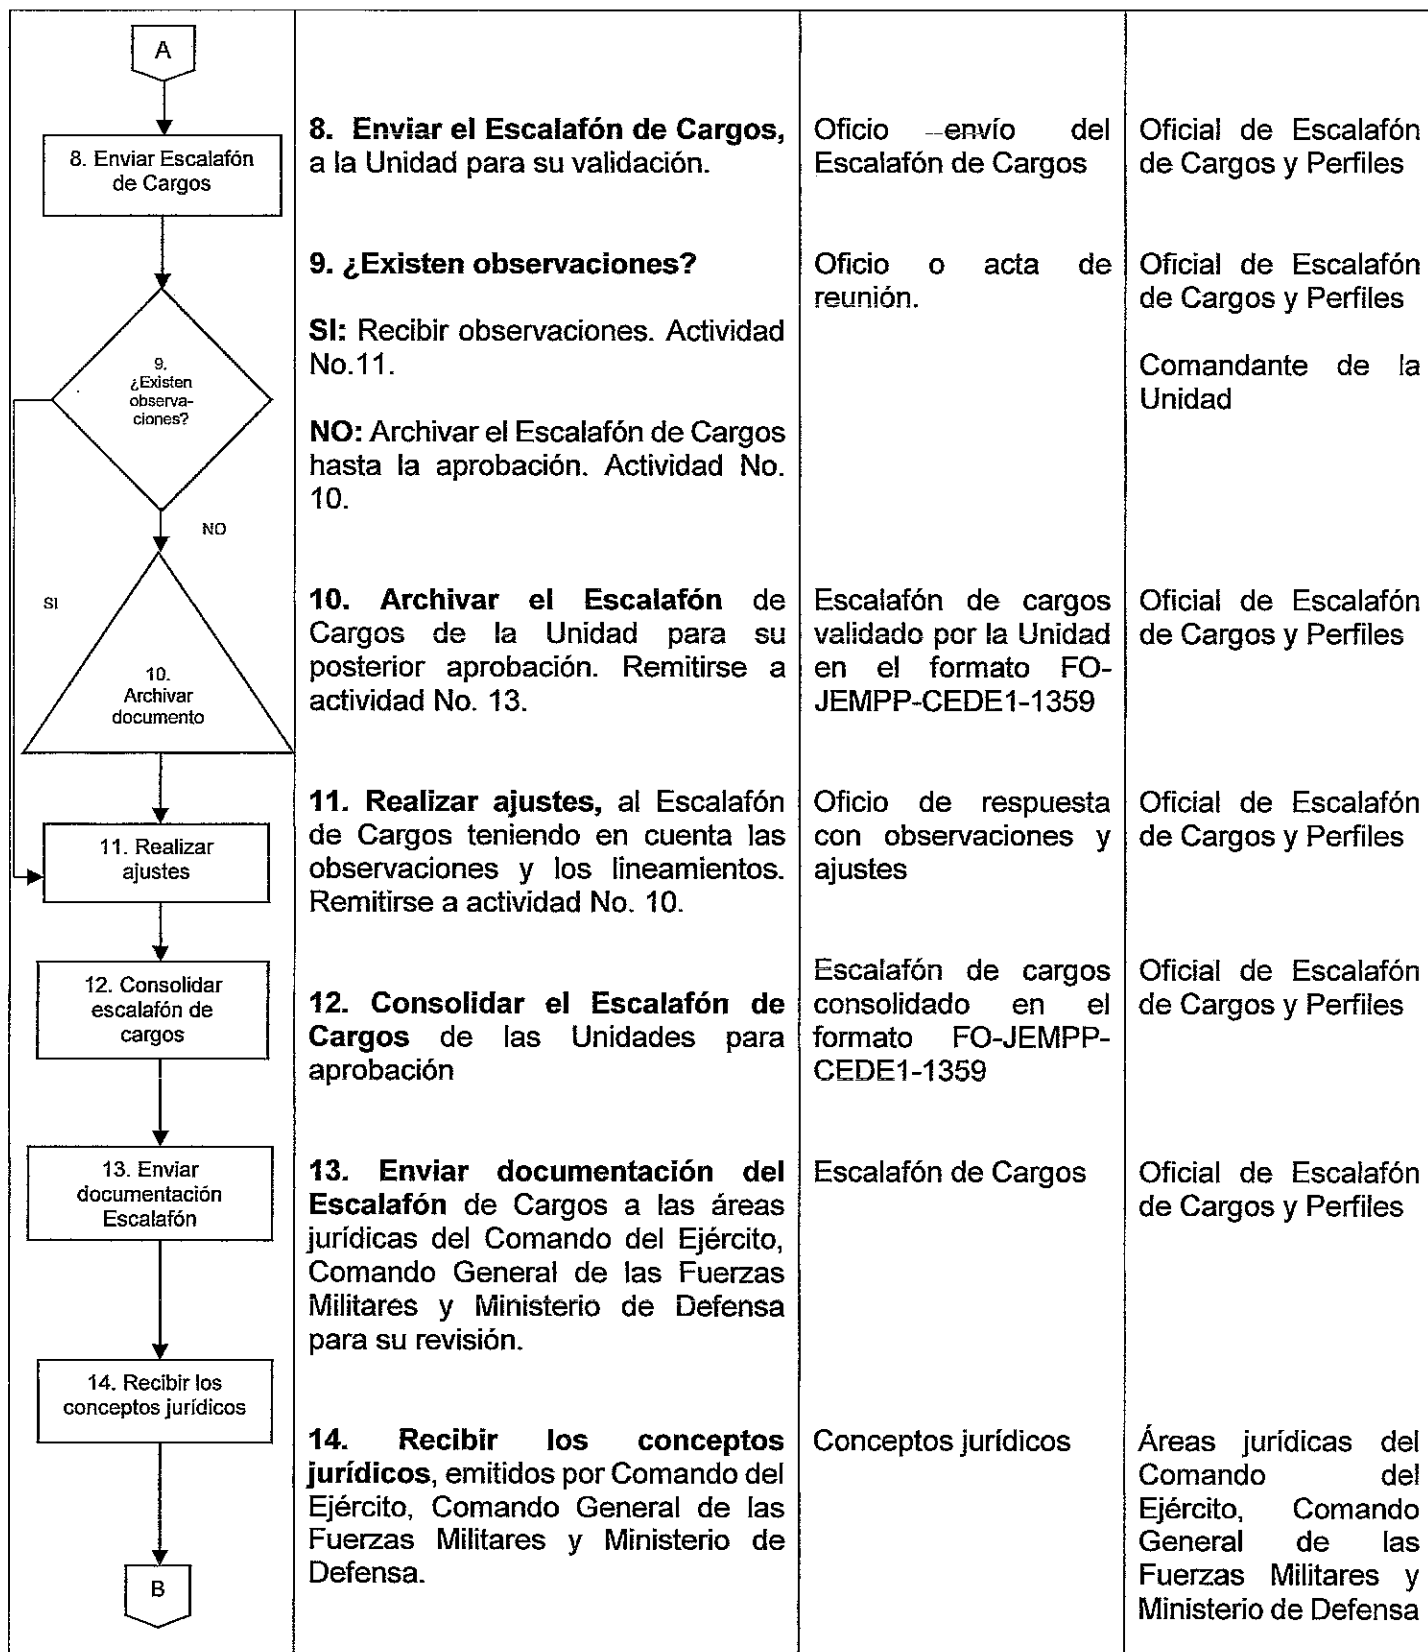 A
8. Enviar Escalafón
de Cargos
9.
¿Existen
observa-
ciones?
NO
SI
10.
Archivar
documento
11. Realizar
ajustes
12. Consolidar
escalafón de
cargos
13. Enviar
documentación
Escalafón
14. Recibir los
conceptos jurídicos
B
8. Enviar el Escalafón de Cargos,
a la Unidad para su validación.
Oficio –envío del
Escalafón de Cargos
Oficial de Escalafón
de Cargos y Perfiles
9. ¿Existen observaciones?
SI: Recibir observaciones. Actividad
No.11.
NO: Archivar el Escalafón de Cargos
hasta la aprobación. Actividad No.
10.
Oficio o acta de
reunión.
Oficial de Escalafón
de Cargos y Perfiles
Comandante de la
Unidad
10. Archivar el Escalafón de
Cargos de la Unidad para su
posterior aprobación. Remitirse a
actividad No. 13.
Escalafón de cargos
validado por la Unidad
en el formato FO-
JEMPP-CEDE1-1359
Oficial de Escalafón
de Cargos y Perfiles
11. Realizar ajustes, al Escalafón
de Cargos teniendo en cuenta las
observaciones y los lineamientos.
Remitirse a actividad No. 10.
Oficio de respuesta
con observaciones y
ajustes
Oficial de Escalafón
de Cargos y Perfiles
12. Consolidar el Escalafón de
Cargos de las Unidades para
aprobación
Escalafón de cargos
consolidado en el
formato FO-JEMPP-
CEDE1-1359
Oficial de Escalafón
de Cargos y Perfiles
13. Enviar documentación del
Escalafón de Cargos a las áreas
jurídicas del Comando del Ejército,
Comando General de las Fuerzas
Militares y Ministerio de Defensa
para su revisión.
Escalafón de Cargos
Oficial de Escalafón
de Cargos y Perfiles
14. Recibir los conceptos
jurídicos, emitidos por Comando del
Ejército, Comando General de las
Fuerzas Militares y Ministerio de
Defensa.
Conceptos jurídicos
Áreas jurídicas del
Comando del
Ejército, Comando
General de las
Fuerzas Militares y
Ministerio de Defensa